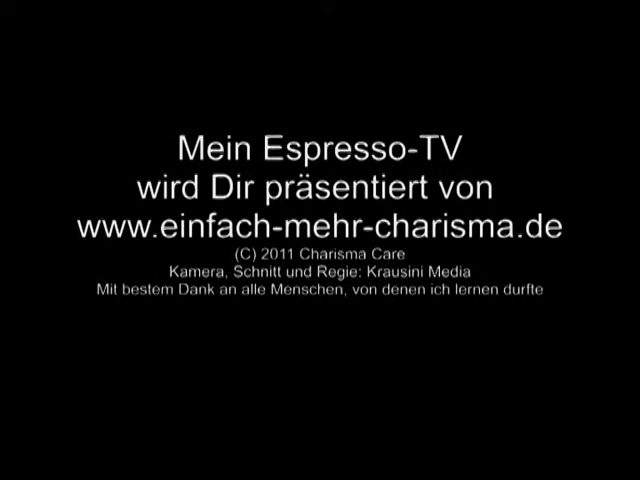 Mein Espresso-TV
wird Dir präsentiert von
www.einfach-mehr-charisma.de
(C) 2011 Charisma Care
Kamera, Schnitt und Regie: Krausini Media
Mit bestem Dank an alle Menschen, von denen ich lernen durfte